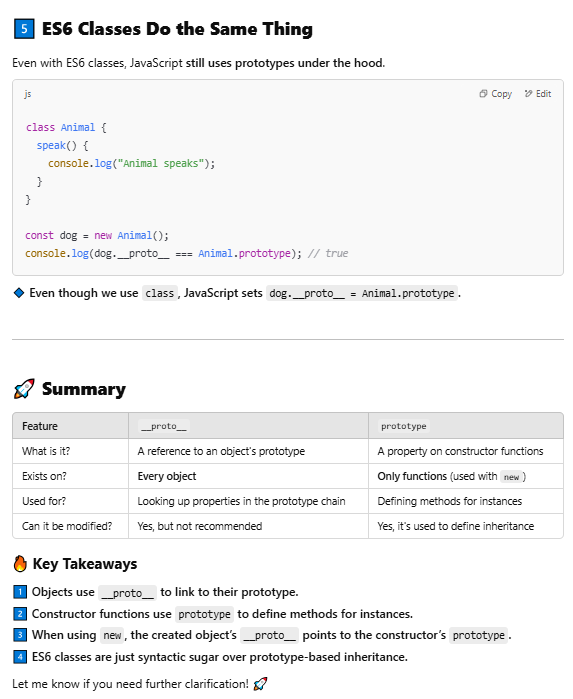 5 ES6 Classes Do the Same Thing
Even with ES6 classes, JavaScript still uses prototypes under the hood.
js Copy Edit
class Animal {
  speak() {
    console.log("Animal speaks");
  }
}
const dog = new Animal();
console.log(dog.__proto__ === Animal.prototype); // true
🔹 Even though we use class, JavaScript sets dog.__proto__ = Animal.prototype.
🚀 Summary
Feature __proto__ prototype
What is it? A reference to an object's prototype A property on constructor functions
Exists on? Every object Only functions (used with new)
Used for? Looking up properties in the prototype chain Defining methods for instances
Can it be modified? Yes, but not recommended Yes, it's used to define inheritance
🔥 Key Takeaways
1 Objects use __proto__ to link to their prototype.
2 Constructor functions use prototype to define methods for instances.
3 When using new, the created object's __proto__ points to the constructor's prototype.
4 ES6 classes are just syntactic sugar over prototype-based inheritance.
Let me know if you need further clarification! 🚀